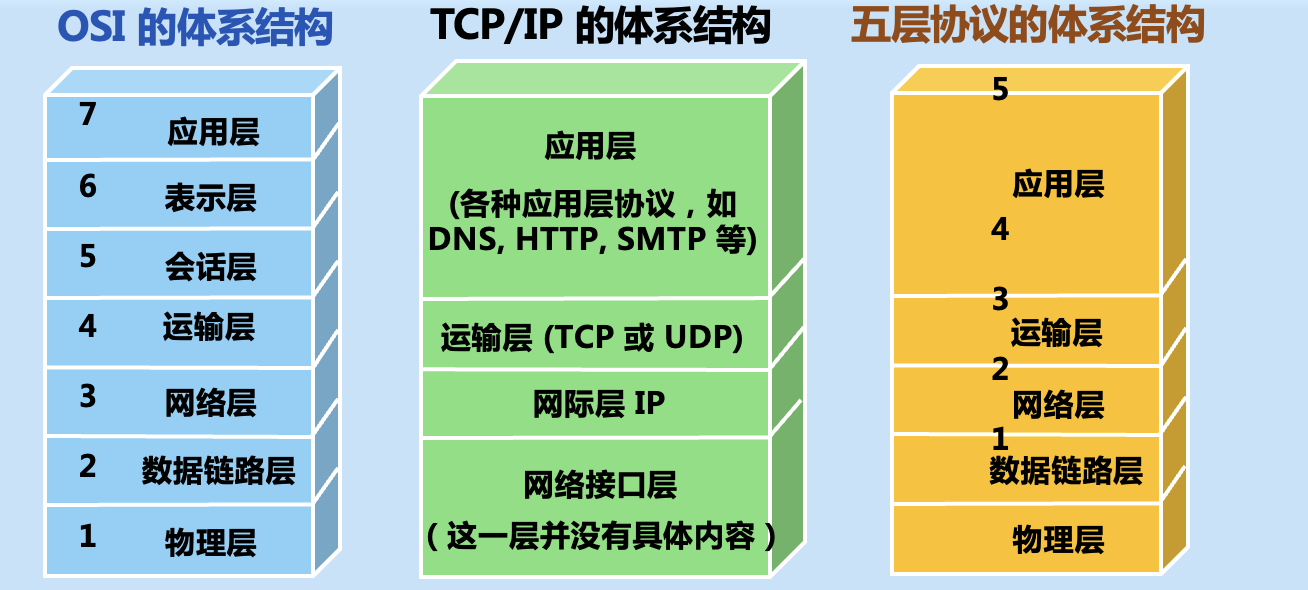 OSI 的体系结构
7
应用层
6
表示层
5
会话层
4
运输层
3
网络层
2
数据链路层
1
物理层
TCP/IP 的体系结构
应用层
(各种应用层协议，如
DNS, HTTP, SMTP 等)
运输层 (TCP 或 UDP)
网际层 IP
网络接口层
（这一层并没有具体内容）
五层协议的体系结构
5
应用层
4
3
运输层
2
网络层
1
数据链路层
物理层